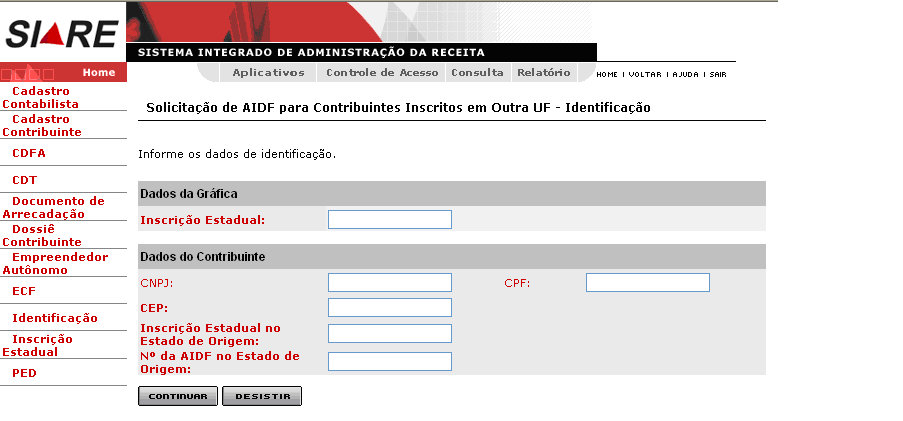 SIARE
SISTEMA INTEGRADO DE ADMINISTRAÇÃO DA RECEITA
Home
Aplicativos Controle de Acesso Consulta Relatório HOME | VOLTAR | AJUDA | SAIR
Cadastro
Contabilista
Cadastro
Contribuinte
CDFA
CDT
Documento de
Arrecadação
Dossiê
Contribuinte
Empreendedor
Autônomo
ECF
Identificação
Inscrição
Estadual
PED
Solicitação de AIDF para Contribuintes Inscritos em Outra UF - Identificação
Informe os dados de identificação.
Dados da Gráfica
Inscrição Estadual:
Dados do Contribuinte
CNPJ: CPF:
CEP:
Inscrição Estadual no
Estado de Origem:
Nº da AIDF no Estado de
Origem:
CONTINUAR DESISTIR